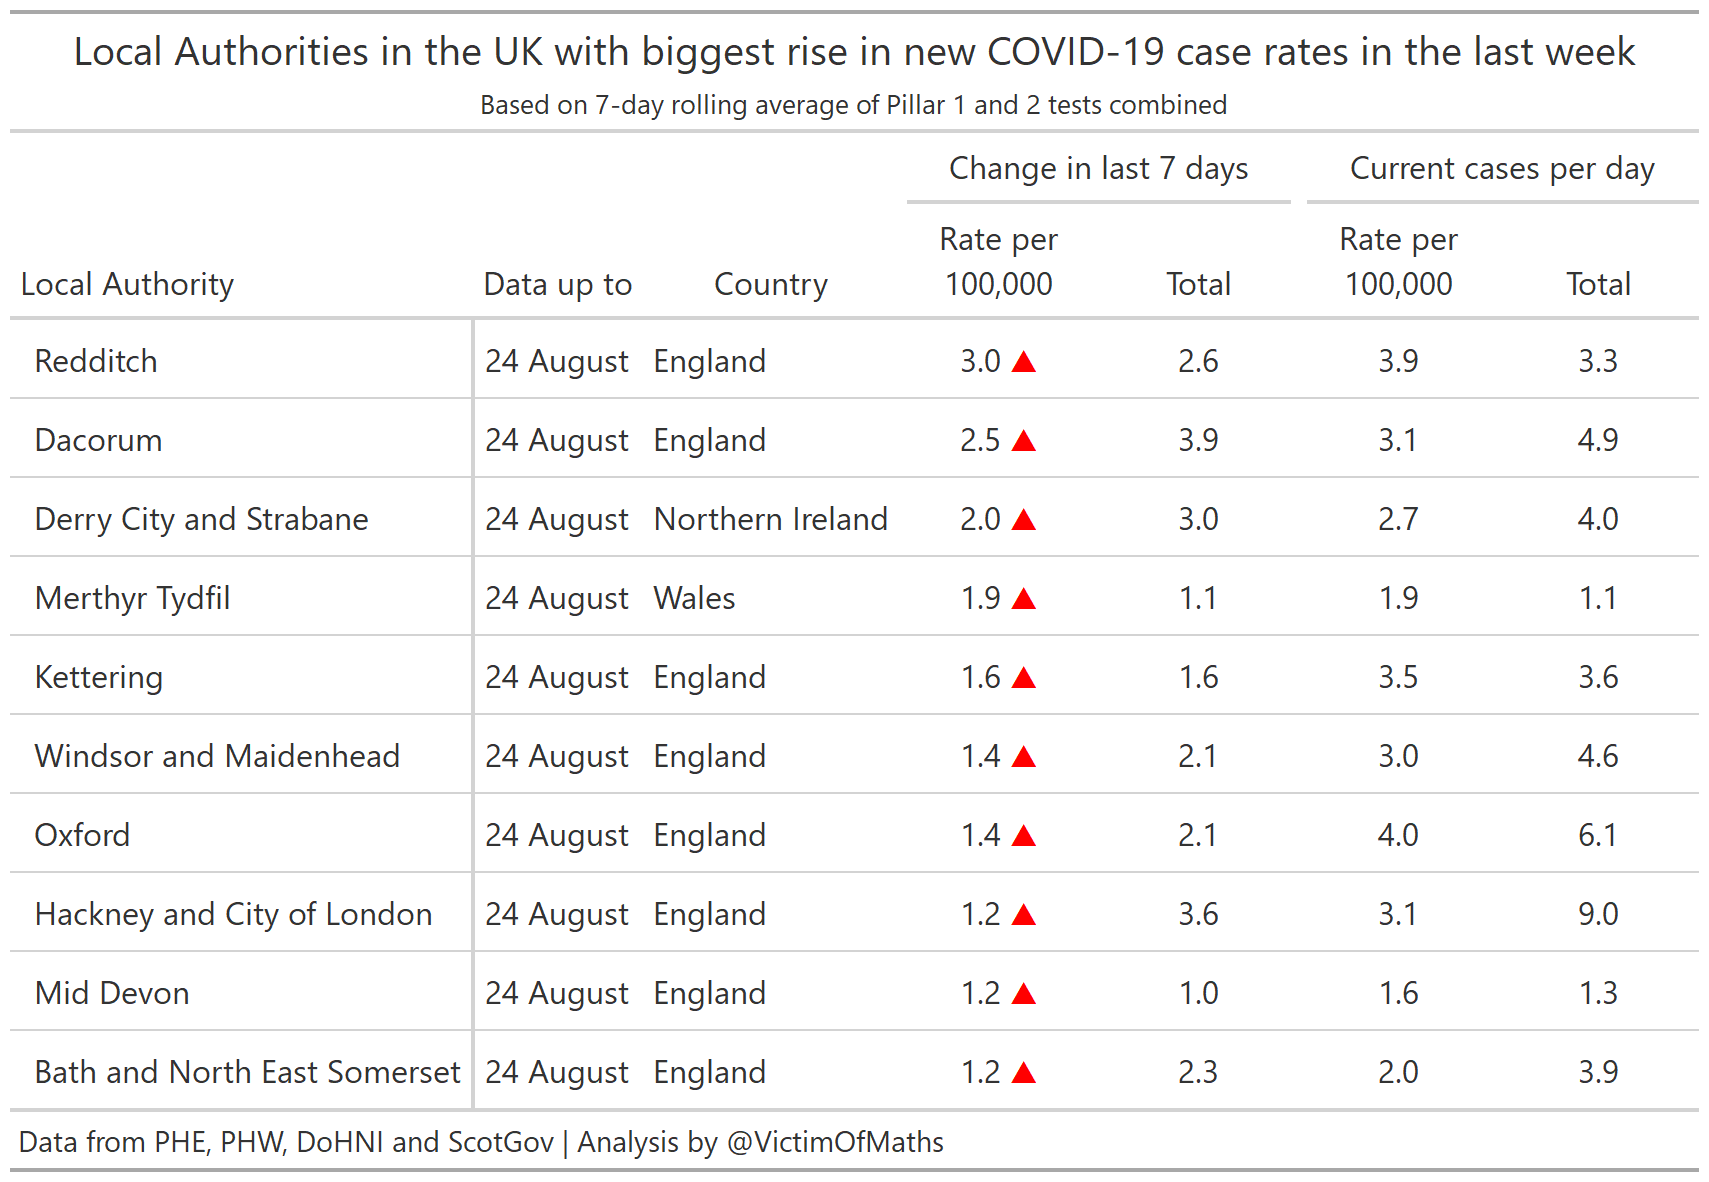 Local Authorities in the UK with biggest rise in new COVID-19 case rates in the last week
Based on 7-day rolling average of Pillar 1 and 2 tests combined
Change in last 7 days Current cases per day
Rate per Rate per
Local Authority Data up to Country 100,000 Total 100,000 Total
Redditch 24 August England 3.0 ▲ 2.6 3.9 3.3
Dacorum 24 August England 2.5 ▲ 3.9 3.1 4.9
Derry City and Strabane 24 August Northern Ireland 2.0 ▲ 3.0 2.7 4.0
Merthyr Tydfil 24 August Wales 1.9 ▲ 1.1 1.9 1.1
Kettering 24 August England 1.6 ▲ 1.6 3.5 3.6
Windsor and Maidenhead 24 August England 1.4 ▲ 2.1 3.0 4.6
Oxford 24 August England 1.4 ▲ 2.1 4.0 6.1
Hackney and City of London 24 August England 1.2 ▲ 3.6 3.1 9.0
Mid Devon 24 August England 1.2 ▲ 1.0 1.6 1.3
Bath and North East Somerset 24 August England 1.2 ▲ 2.3 2.0 3.9
Data from PHE, PHW, DoHNI and ScotGov | Analysis by @VictimOfMaths